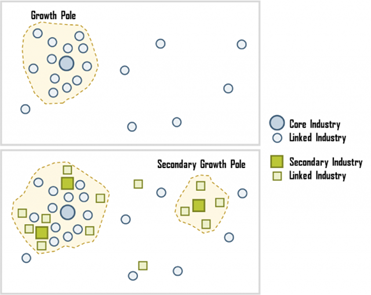 Growth Pole
Core Industry
Linked Industry
Secondary Growth Pole
Secondary Industry
Linked Industry